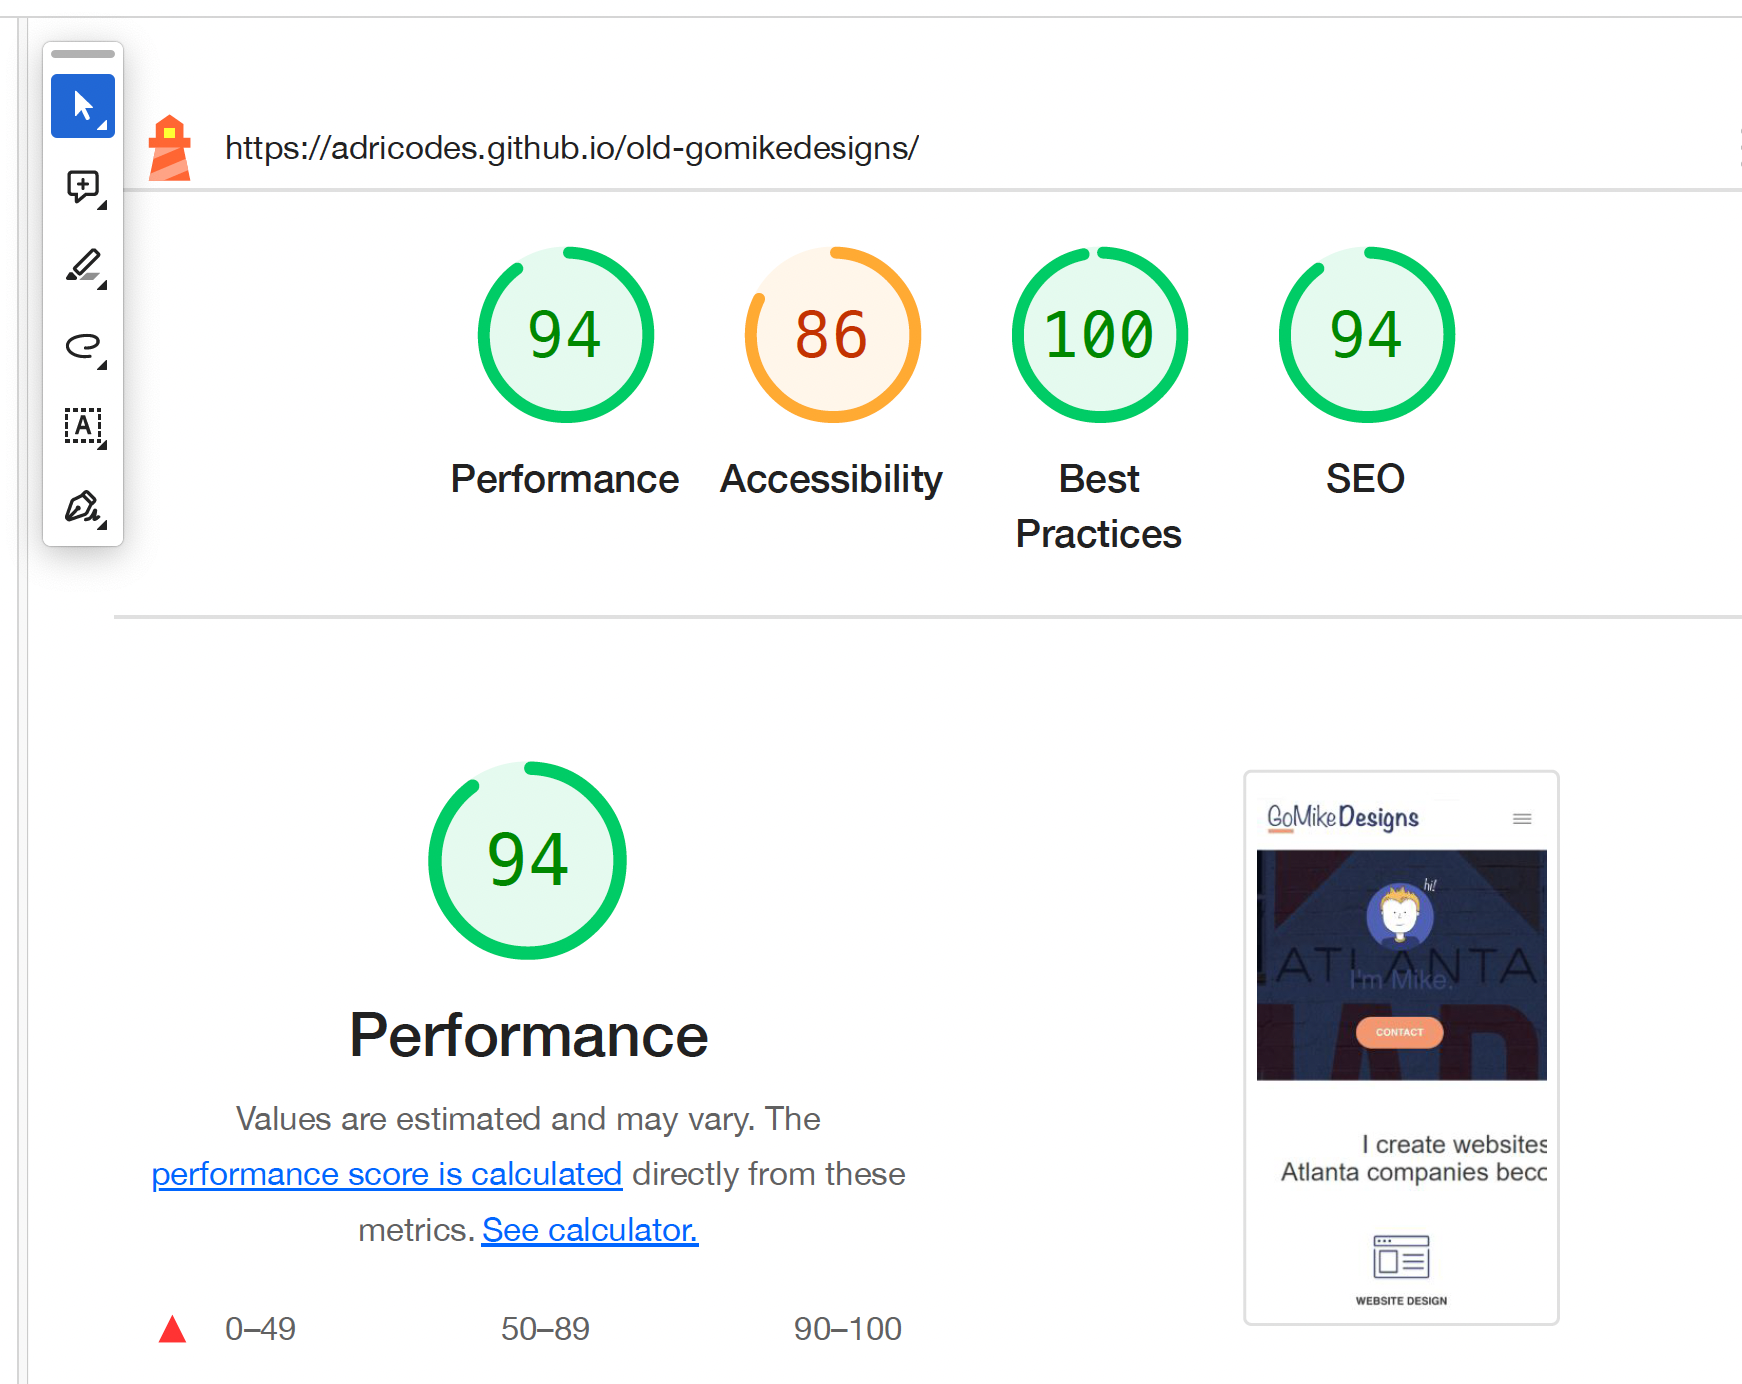 https://adricodes.github.io/old-gomikedesigns/
94
86
100
94
Performance
Accessibility
Best
Practices
SEO
94
Performance
Values are estimated and may vary. The
performance score is calculated directly from these
metrics. See calculator.
0–49
50–89
90–100
GoMikeDesigns
hi!
ATLANTA
I'm Mike.
CONTACT
I create websites
Atlanta companies beco
WEBSITE DESIGN
A